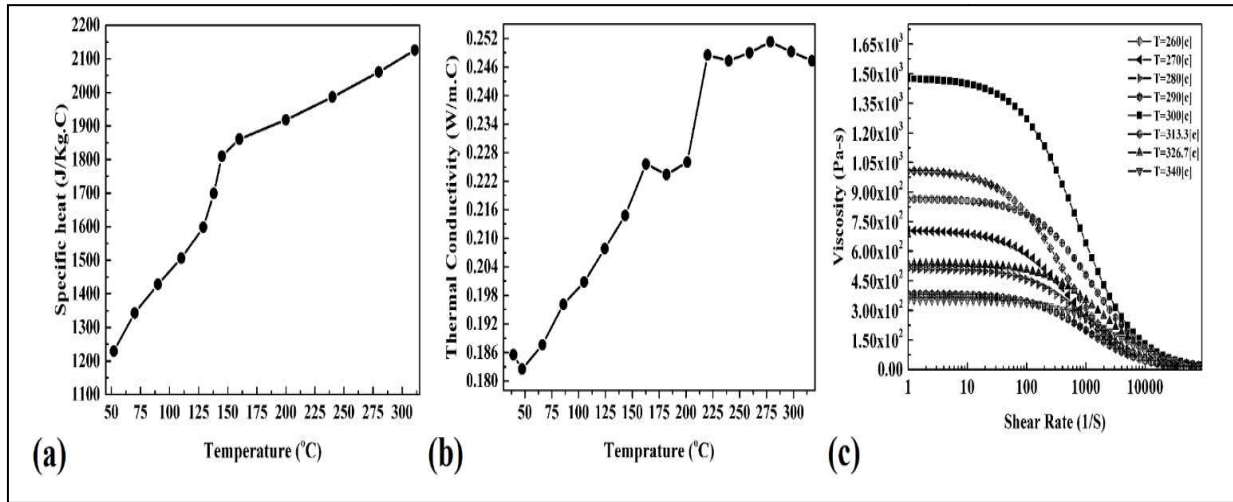 2200
2100
2000
1900
1800
1700
1600
1500
1400
1300
1200
1100
Specific heat (J/Kg.C)
50 75 100 125 150 175 200 225 250 275 300
Temperature (°C)
(a)
0.252
0.246
0.240
0.234
0.228
0.222
0.216
0.210
0.204
0.198
0.192
0.186
0.180
Thermal Conductivity (W/m.C)
50 75 100 125 150 175 200 225 250 275 300
Temprature (°C)
(b)
1.65x10³
1.50x10³
1.35x10³
1.20x10³
1.05x10³
9.00x10²
7.50x10²
6.00x10²
4.50x10²
3.00x10²
1.50x10²
0.00
Viscosity (Pa-s)
T=260[c]
T=270[c]
T=280[c]
T=290[c]
T=300[c]
T=313.3[c]
T=326.7[c]
T=340[c]
1 10 100 1000 10000
Shear Rate (1/S)
(c)